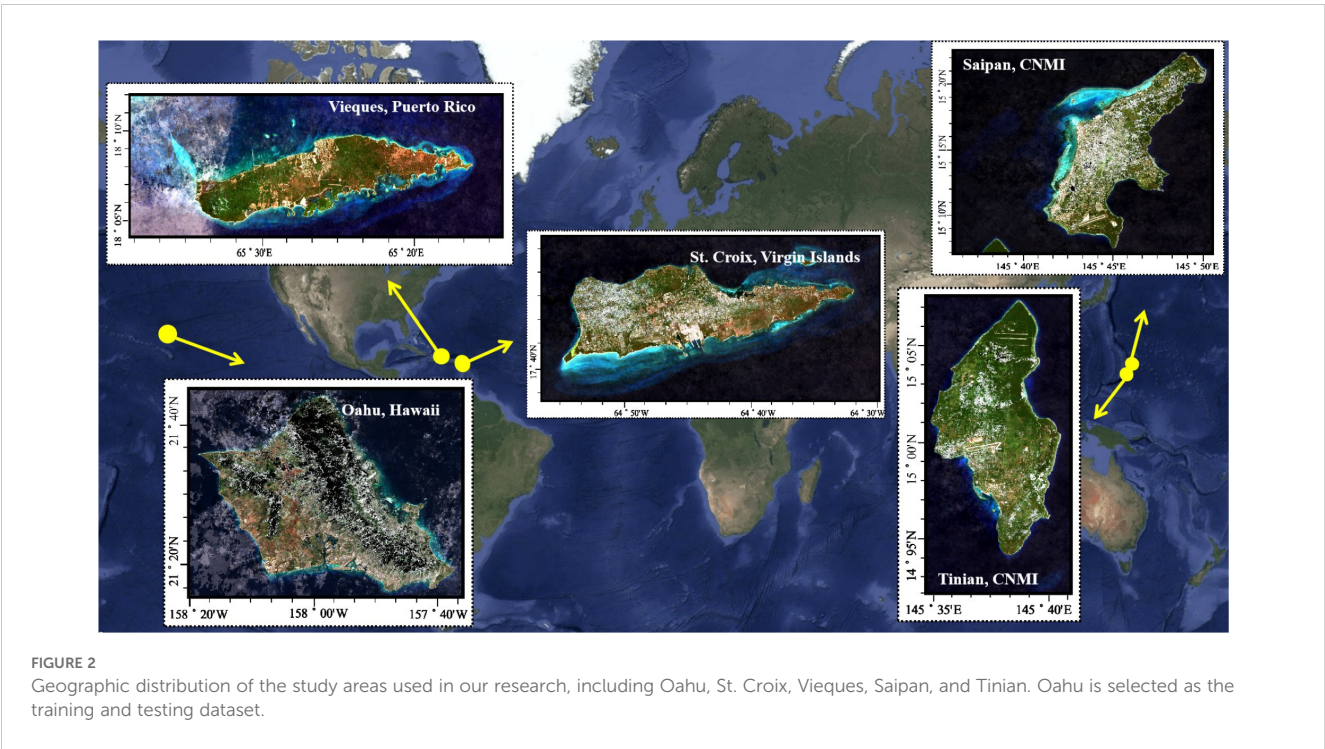 Vieques, Puerto Rico
18 ° 10'N
18 ° 05'N
65 ° 30'E
65 ° 20'E
Saipan, CNMI
15 ° 20'N
15 ° 15'N
15 ° 10'N
145 ° 40'E
145 ° 45'E
145 ° 50'E
St. Croix, Virgin Islands
17 ° 40'N
64 ° 50'W
64 ° 40'W
64 ° 30'W
Oahu, Hawaii
21 ° 40'N
21 ° 20'N
158 ° 20'W
158 ° 00'W
157 ° 40'W
15 ° 05'N
15 ° 00'N
14 ° 95'N
Tinian, CNMI
145 ° 35'E
145 ° 40'E
FIGURE 2
Geographic distribution of the study areas used in our research, including Oahu, St. Croix, Vieques, Saipan, and Tinian. Oahu is selected as the
training and testing dataset.